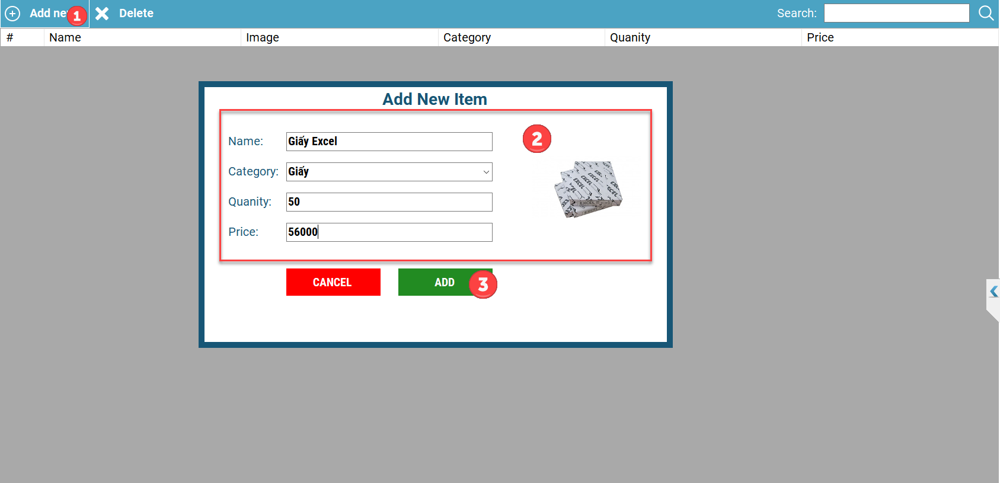 Add ne 1 Delete Search:
# Name Image Category Quanity Price
Add New Item
2
Name: Giấy Excel
Category: Giấy
Quanity: 50
Price: 56000
EXCEL
CANCEL ADD 3